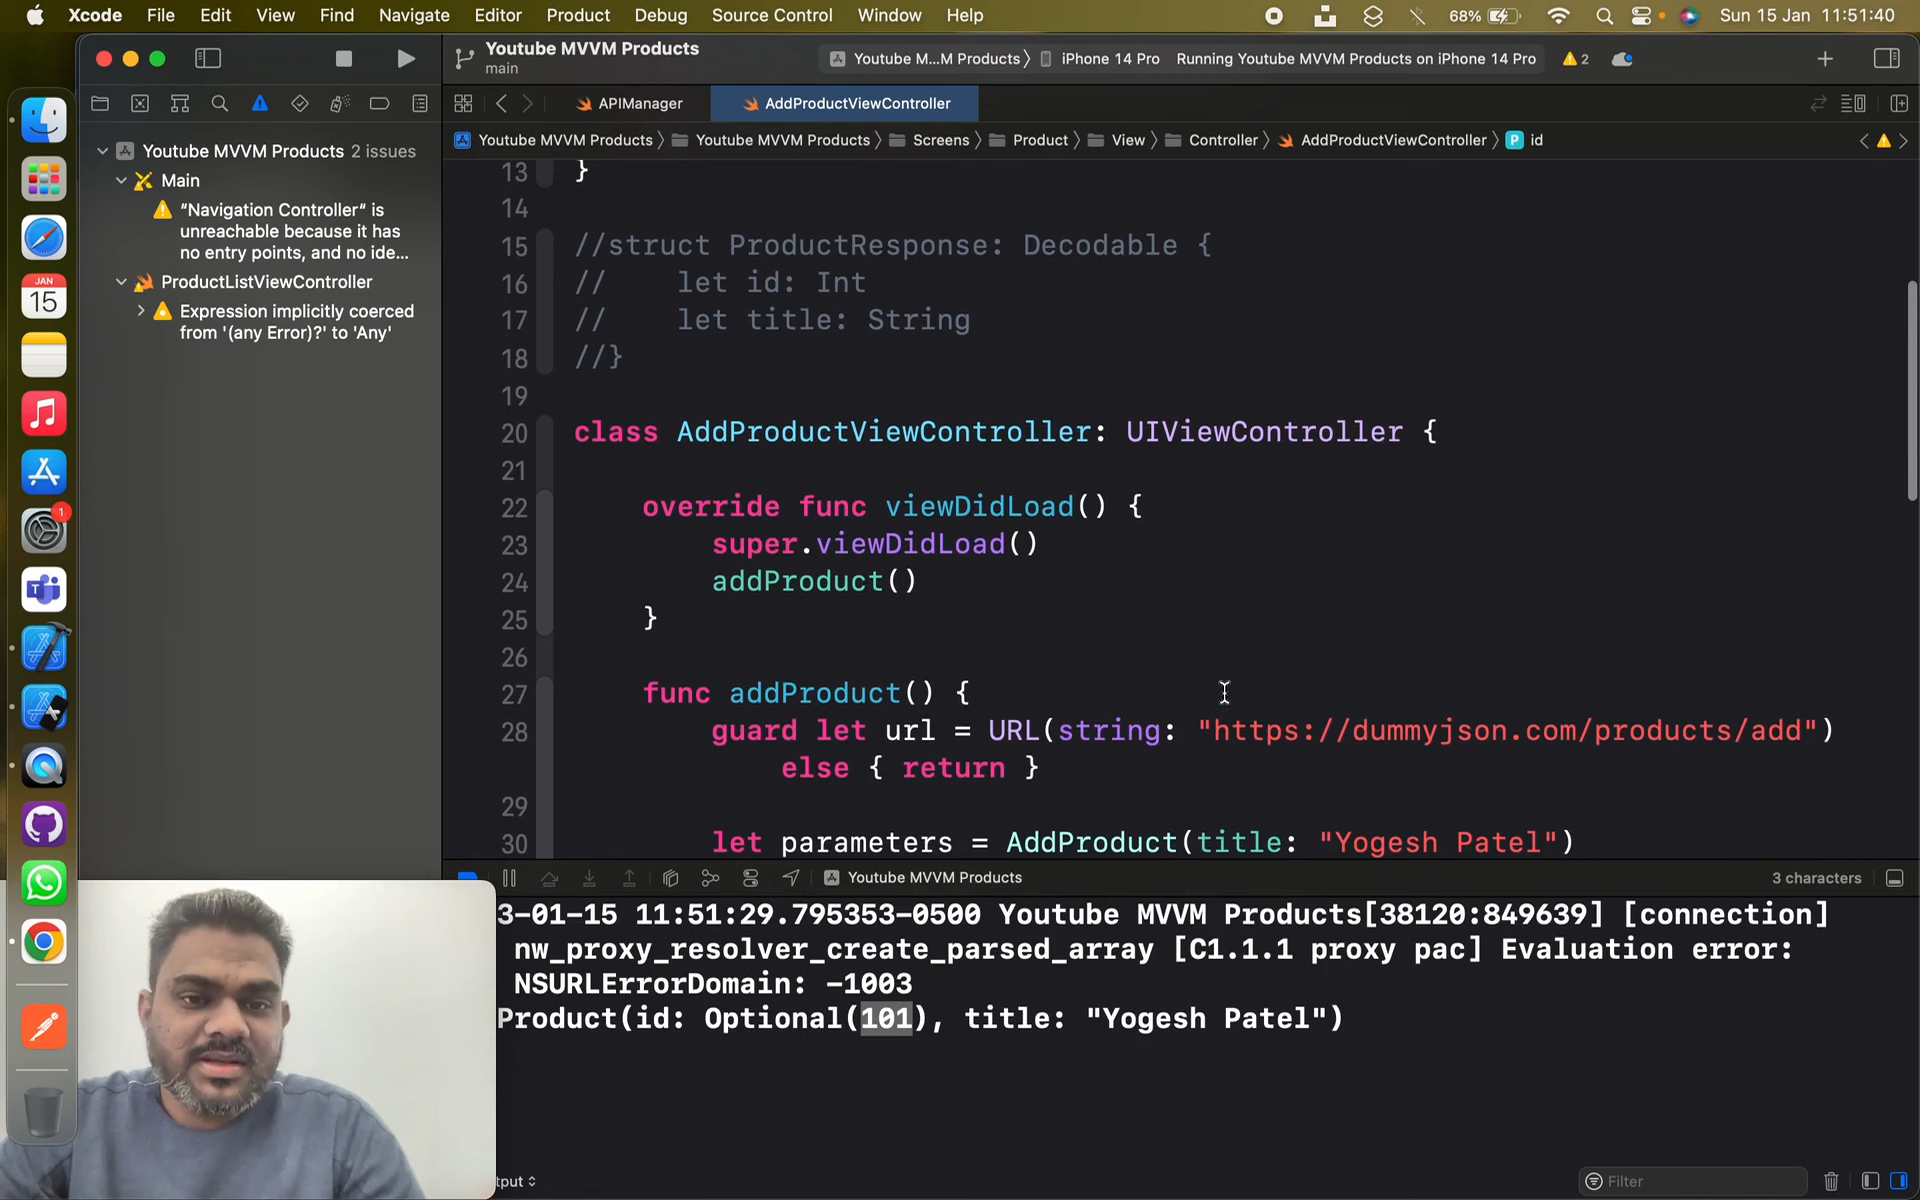 Xcode File Edit View Find Navigate Editor Product Debug Source Control Window Help 68% Sun 15 Jan 11:51:40
Youtube MVVM Products
main
Youtube M...M Products 〉 iPhone 14 Pro Running Youtube MVVM Products on iPhone 14 Pro 2
APIManager AddProductViewController
Youtube MVVM Products 〉 Youtube MVVM Products 〉 Screens 〉 Product 〉 View 〉 Controller 〉 AddProductViewController 〉 P id
Youtube MVVM Products 2 issues
Main
"Navigation Controller" is
unreachable because it has
no entry points, and no ide...
ProductListViewController
Expression implicitly coerced
from '(any Error)?' to 'Any'
JAN
15
1
13 }
14
15 //struct ProductResponse: Decodable {
16 // let id: Int
17 // let title: String
18 //}
19
20 class AddProductViewController: UIViewController {
21
22 override func viewDidLoad() {
23 super.viewDidLoad()
24 addProduct()
25 }
26
27 func addProduct() {
28 guard let url = URL(string: "https://dummyjson.com/products/add")
else { return }
29
30 let parameters = AddProduct(title: "Yogesh Patel")
Youtube MVVM Products 3 characters
3-01-15 11:51:29.795353-0500 Youtube MVVM Products[38120:849639] [connection]
nw_proxy_resolver_create_parsed_array [C1.1.1 proxy pac] Evaluation error:
NSURLErrorDomain: -1003
Product(id: Optional(101), title: "Yogesh Patel")
tput Filter